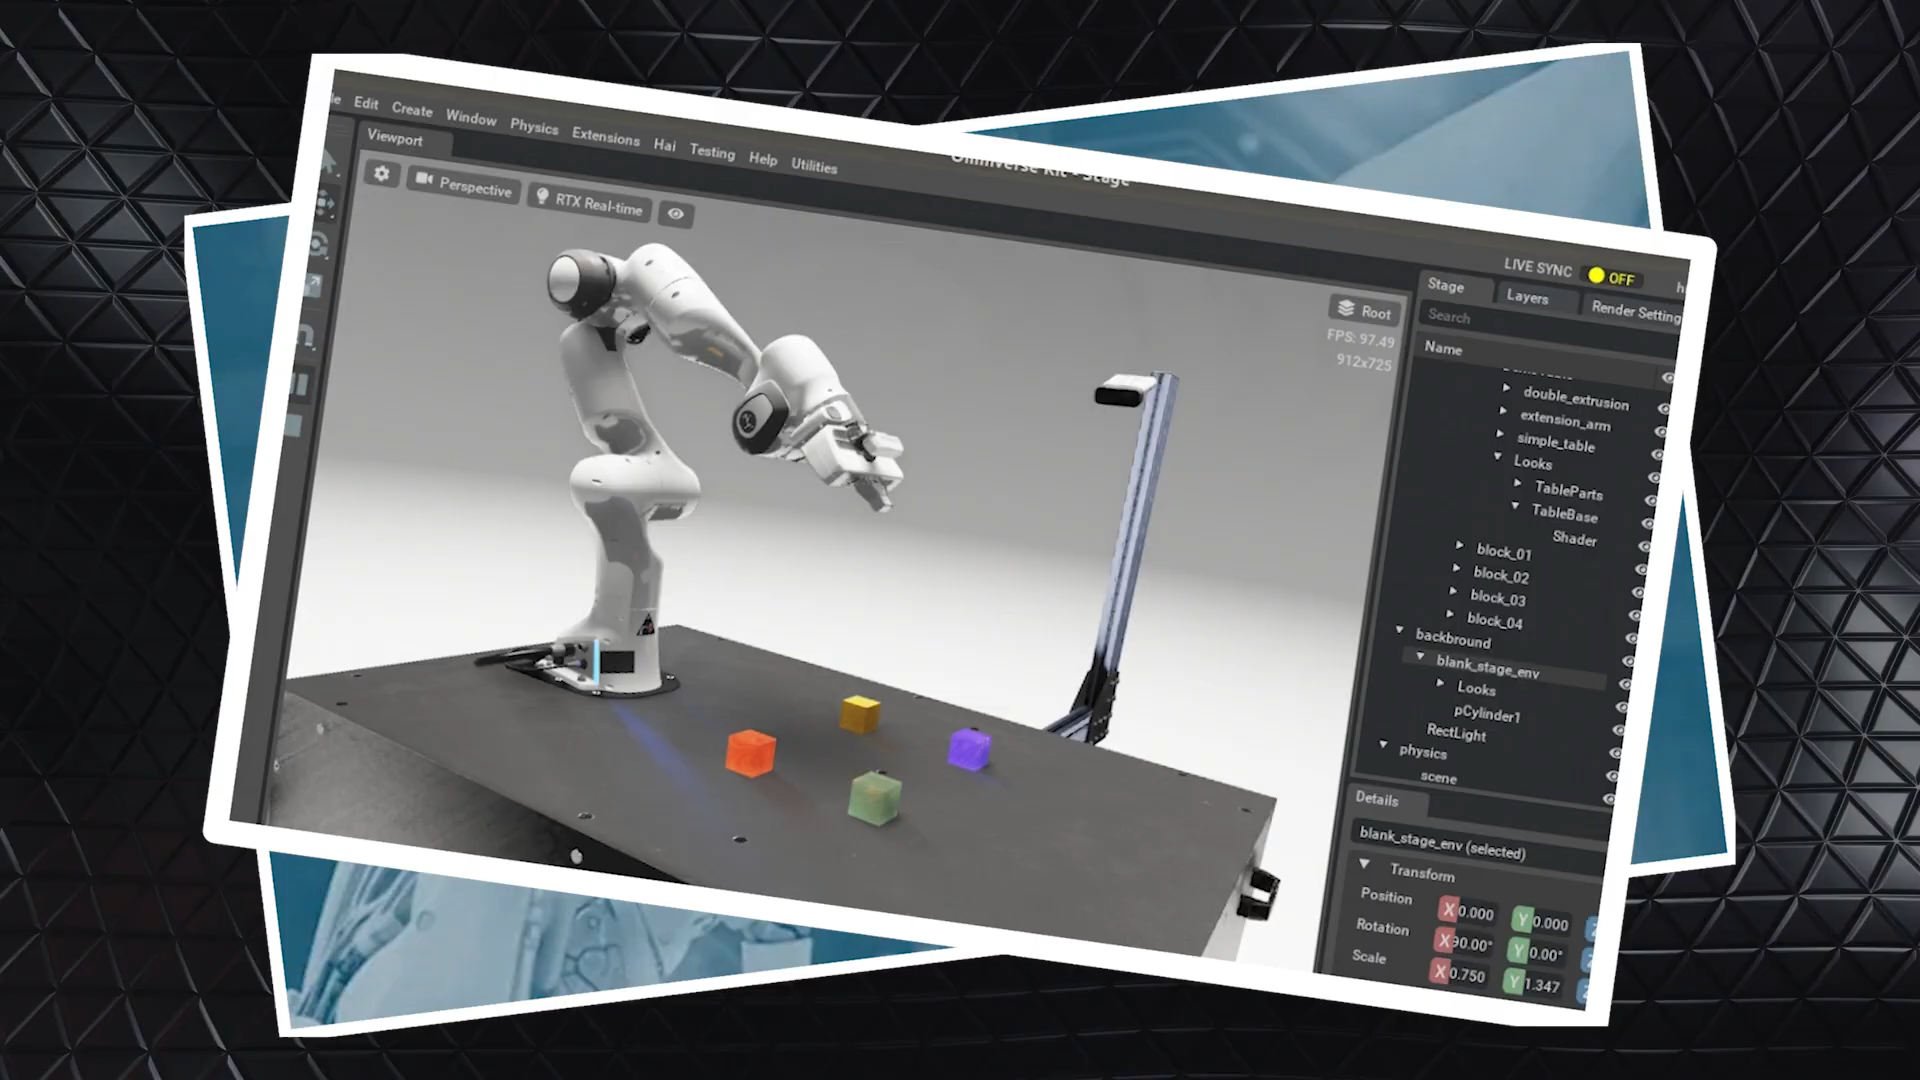 Edit Create Window Physics Extensions Hai Testing Help Utilities
Omniverse Kit - Stage
Viewport
Perspective RTX Real-time
LIVE SYNC OFF
Root
FPS: 97.49
912x725
Stage Layers Render Setting
Search
Name
double_extrusion
extension_arm
simple_table
Looks
TableParts
TableBase
Shader
block_01
block_02
block_03
block_04
backbround
blank_stage_env
Looks
pCylinder1
RectLight
physics
scene
Details
blank_stage_env (selected)
Transform
Position X 0.000 Y 0.000
Rotation X 90.00° Y 0.00°
Scale X 0.750 Y 1.347